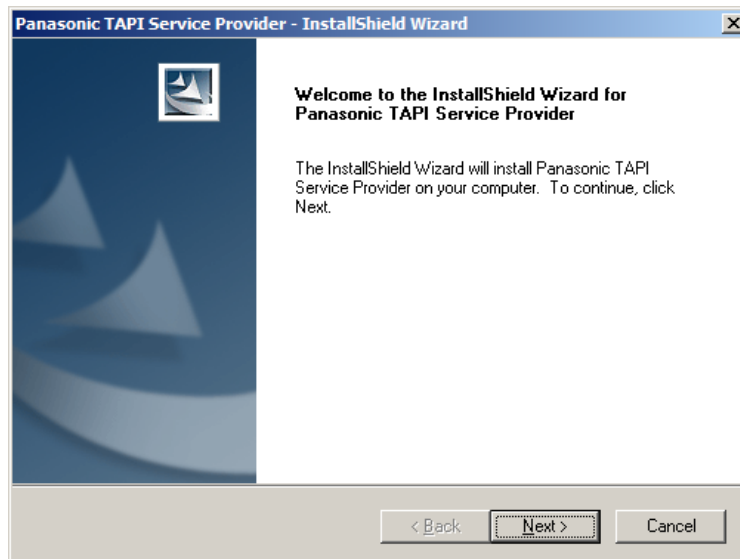 Panasonic TAPI Service Provider - InstallShield Wizard
Welcome to the InstallShield Wizard for
Panasonic TAPI Service Provider
The InstallShield Wizard will install Panasonic TAPI
Service Provider on your computer. To continue, click
Next.
< Back Next > Cancel